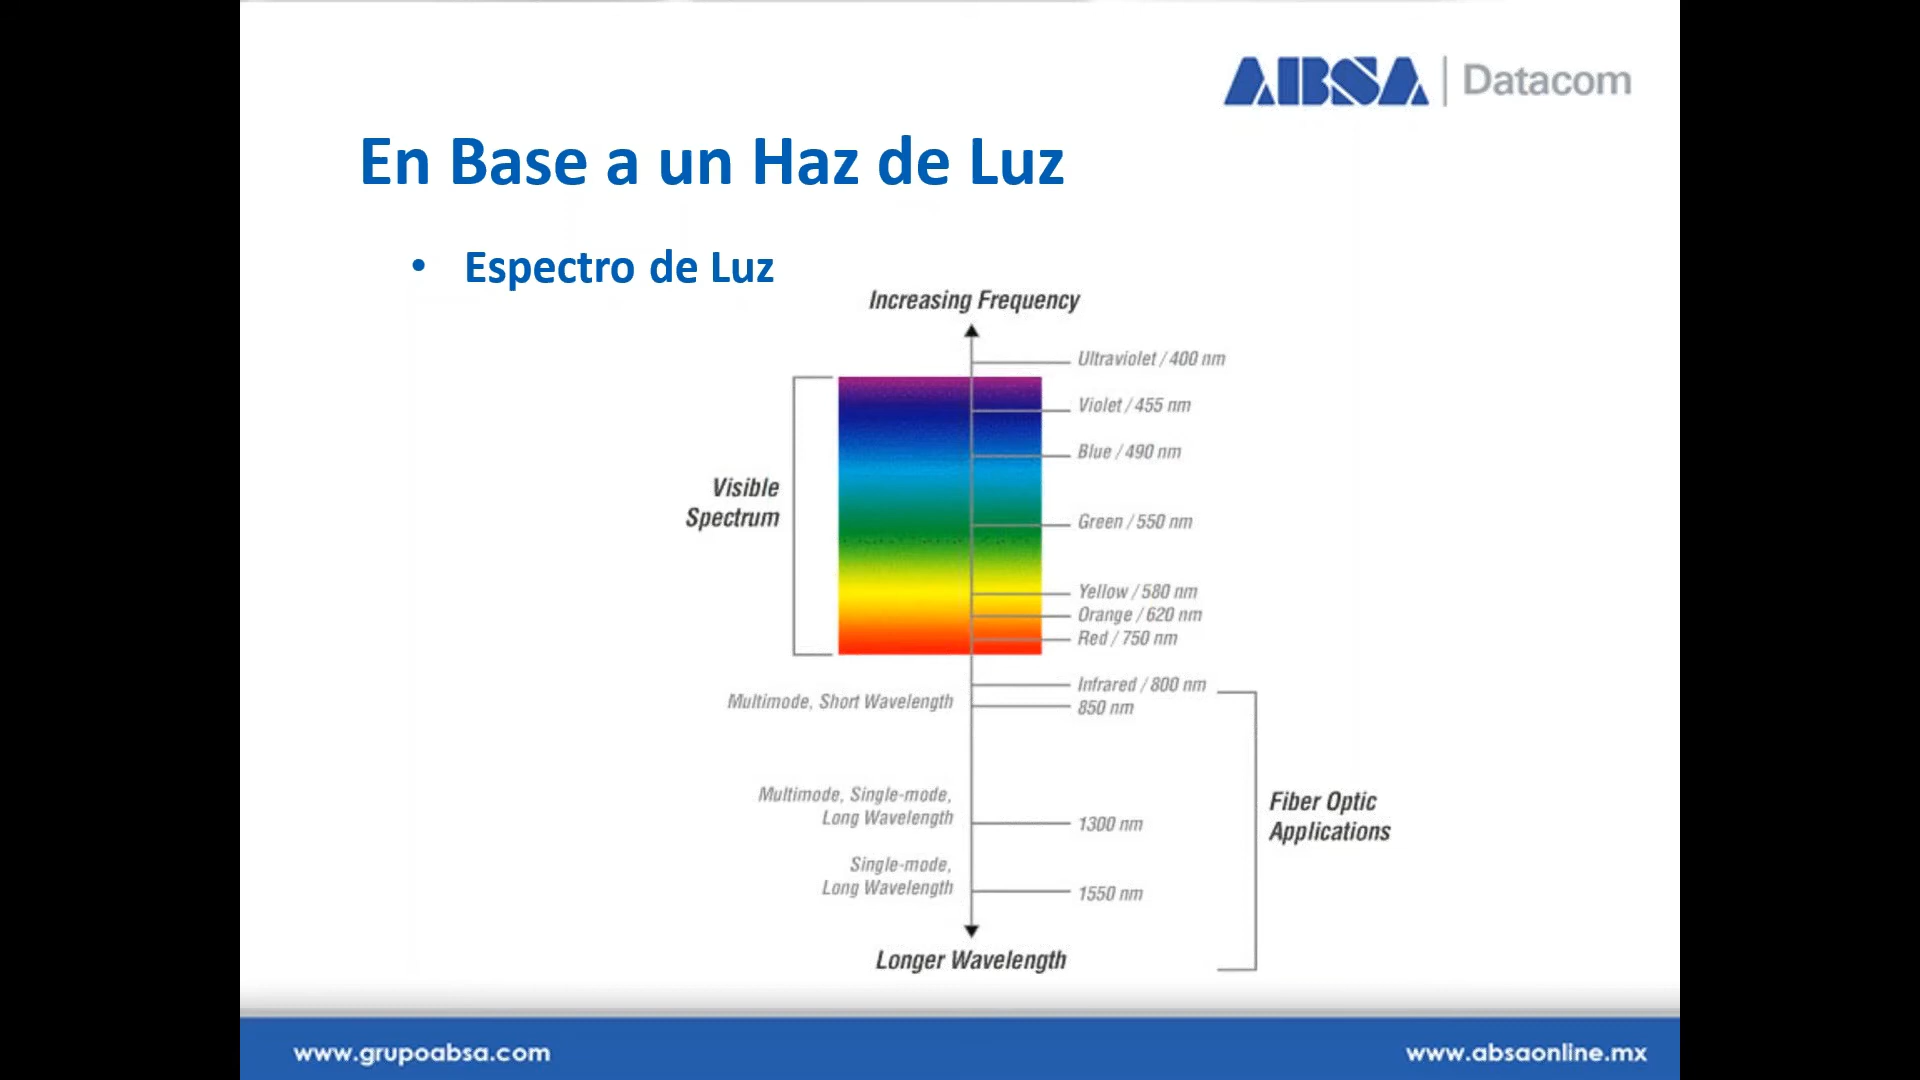 ABSA | Datacom
En Base a un Haz de Luz
• Espectro de Luz
Increasing Frequency
Ultraviolet / 400 nm
Violet / 455 nm
Blue / 490 nm
Visible
Spectrum
Green / 550 nm
Yellow / 580 nm
Orange / 620 nm
Red / 750 nm
Infrared / 800 nm
Multimode, Short Wavelength
850 nm
Multimode, Single-mode,
Long Wavelength
1300 nm
Fiber Optic
Applications
Single-mode,
Long Wavelength
1550 nm
Longer Wavelength
www.grupoabsa.com
www.absaonline.mx